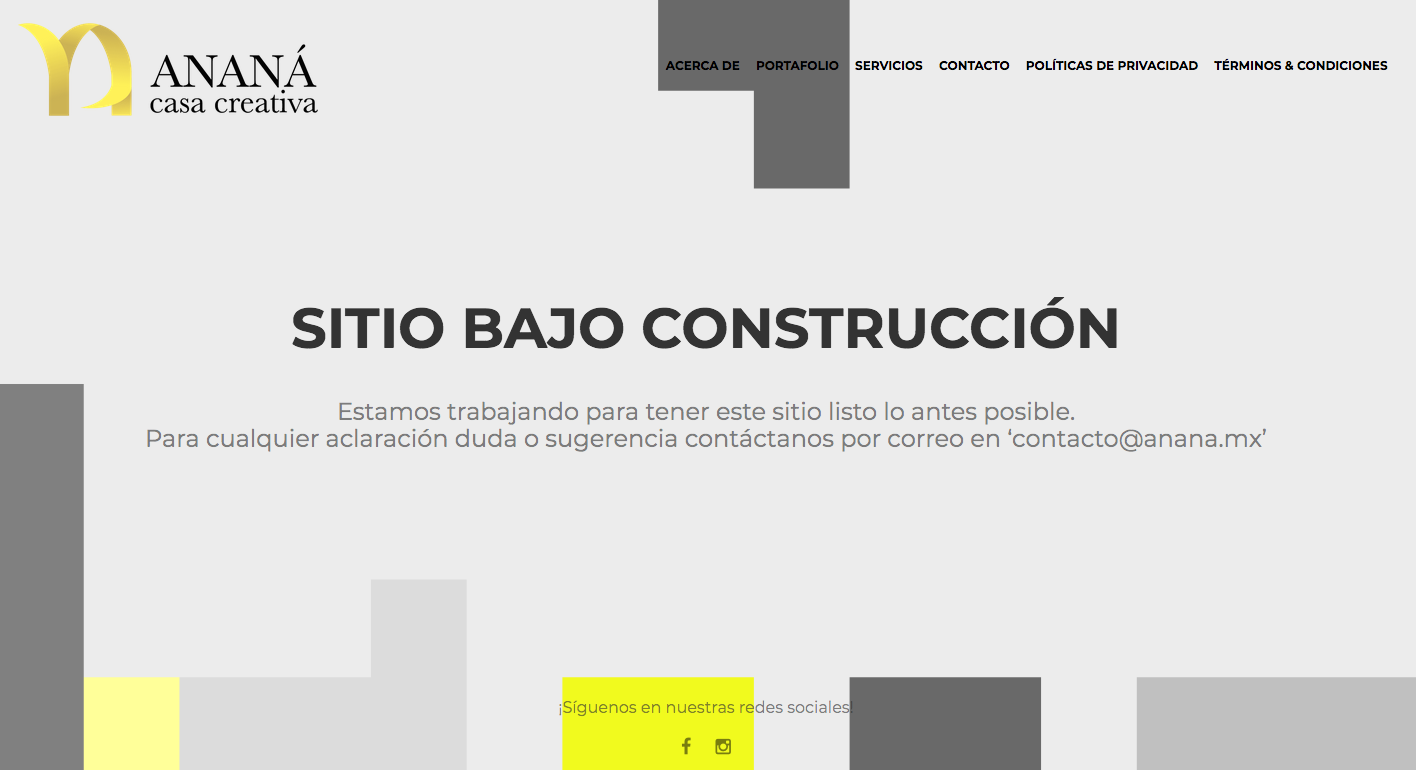 ANANÁ
casa creativa
ACERCA DE PORTAFOLIO SERVICIOS CONTACTO POLÍTICAS DE PRIVACIDAD TÉRMINOS & CONDICIONES
SITIO BAJO CONSTRUCCIÓN
Estamos trabajando para tener este sitio listo lo antes posible.
Para cualquier aclaración duda o sugerencia contáctanos por correo en ‘contacto@anana.mx’
¡Síguenos en nuestras redes sociales!